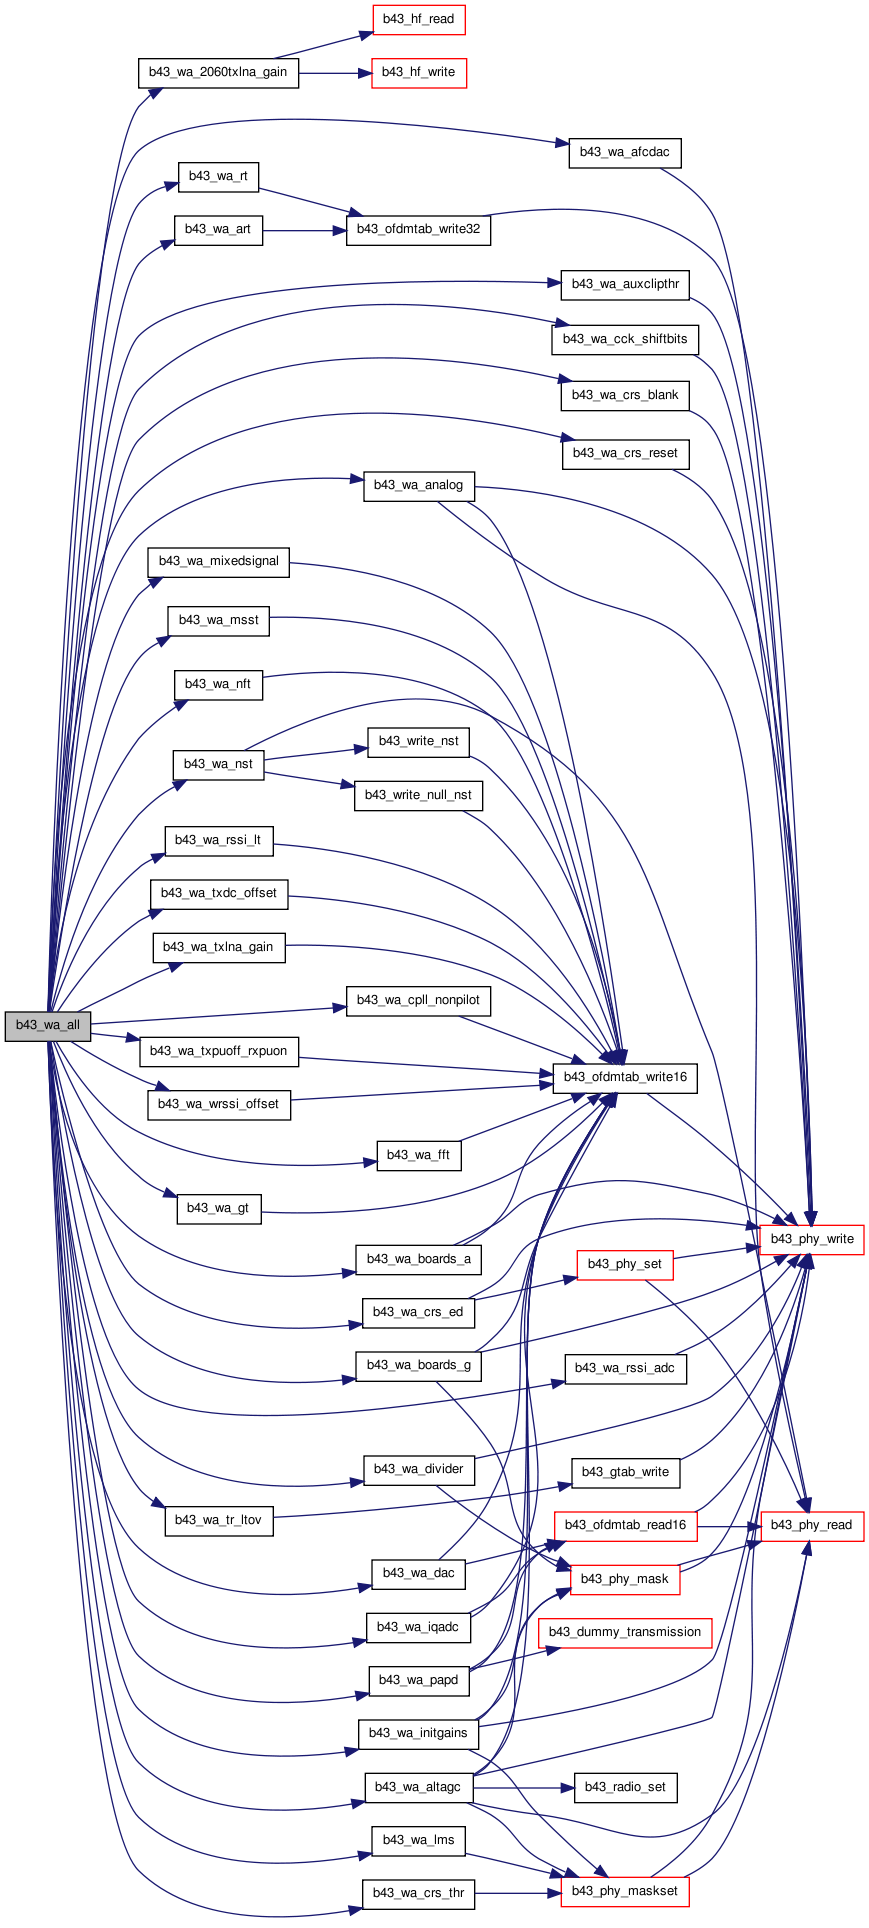 b43_hf_read
b43_wa_2060txlna_gain
b43_hf_write
b43_wa_afcdac
b43_wa_rt
b43_wa_art
b43_ofdmtab_write32
b43_wa_auxclipthr
b43_wa_cck_shiftbits
b43_wa_crs_blank
b43_wa_crs_reset
b43_wa_analog
b43_wa_mixedsignal
b43_wa_msst
b43_wa_nft
b43_write_nst
b43_wa_nst
b43_write_null_nst
b43_wa_rssi_lt
b43_wa_txdc_offset
b43_wa_txlna_gain
b43_wa_cpll_nonpilot
b43_wa_all
b43_wa_txpuoff_rxpuon
b43_ofdmtab_write16
b43_wa_wrssi_offset
b43_wa_fft
b43_wa_gt
b43_phy_write
b43_wa_boards_a
b43_phy_set
b43_wa_crs_ed
b43_wa_boards_g
b43_wa_rssi_adc
b43_wa_divider
b43_gtab_write
b43_wa_tr_ltov
b43_ofdmtab_read16
b43_phy_read
b43_wa_dac
b43_phy_mask
b43_wa_iqadc
b43_dummy_transmission
b43_wa_papd
b43_wa_initgains
b43_wa_altagc
b43_radio_set
b43_wa_lms
b43_wa_crs_thr
b43_phy_maskset